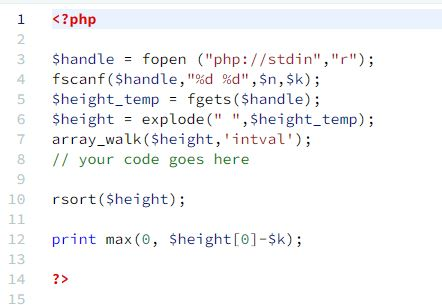 1 <?php
2
3 $handle = fopen ("php://stdin","r");
4 fscanf($handle,"%d %d",$n,$k);
5 $height_temp = fgets($handle);
6 $height = explode(" ",$height_temp);
7 array_walk($height,'intval');
8 // your code goes here
9
10 rsort($height);
11
12 print max(0, $height[0]-$k);
13
14 ?>
15